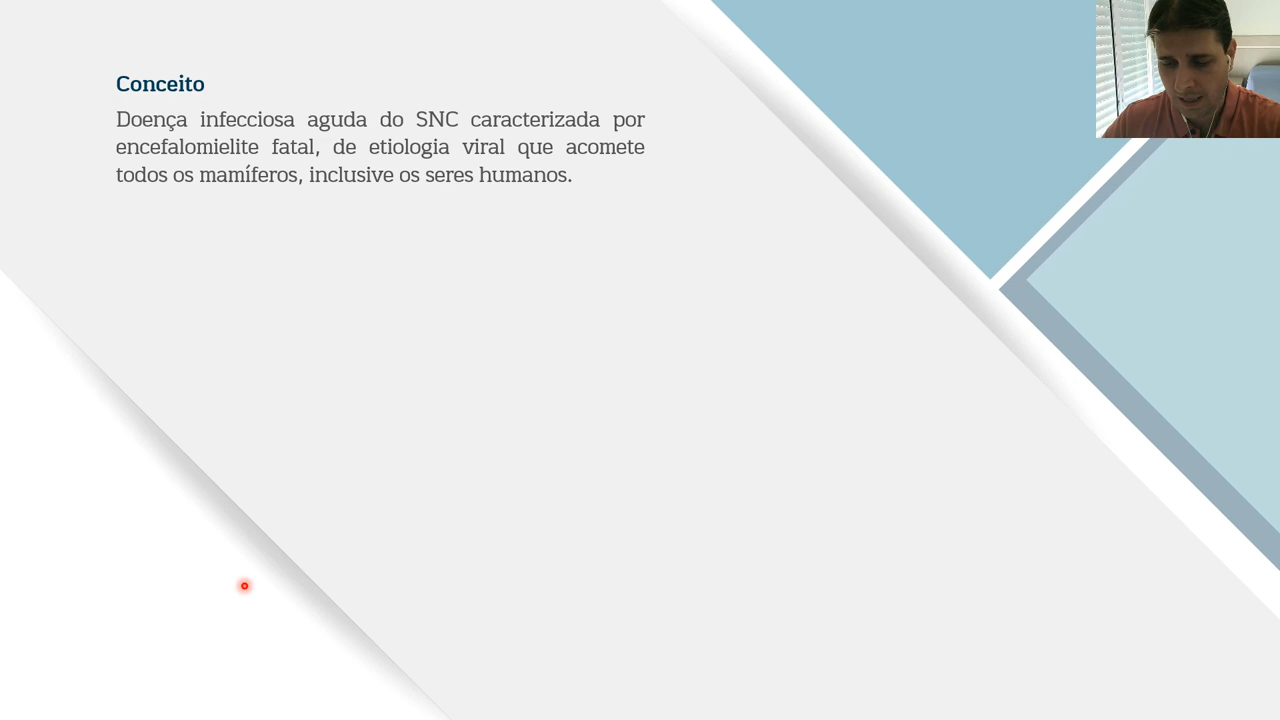 Conceito
Doença infecciosa aguda do SNC caracterizada por
encefalomielite fatal, de etiologia viral que acomete
todos os mamíferos, inclusive os seres humanos.